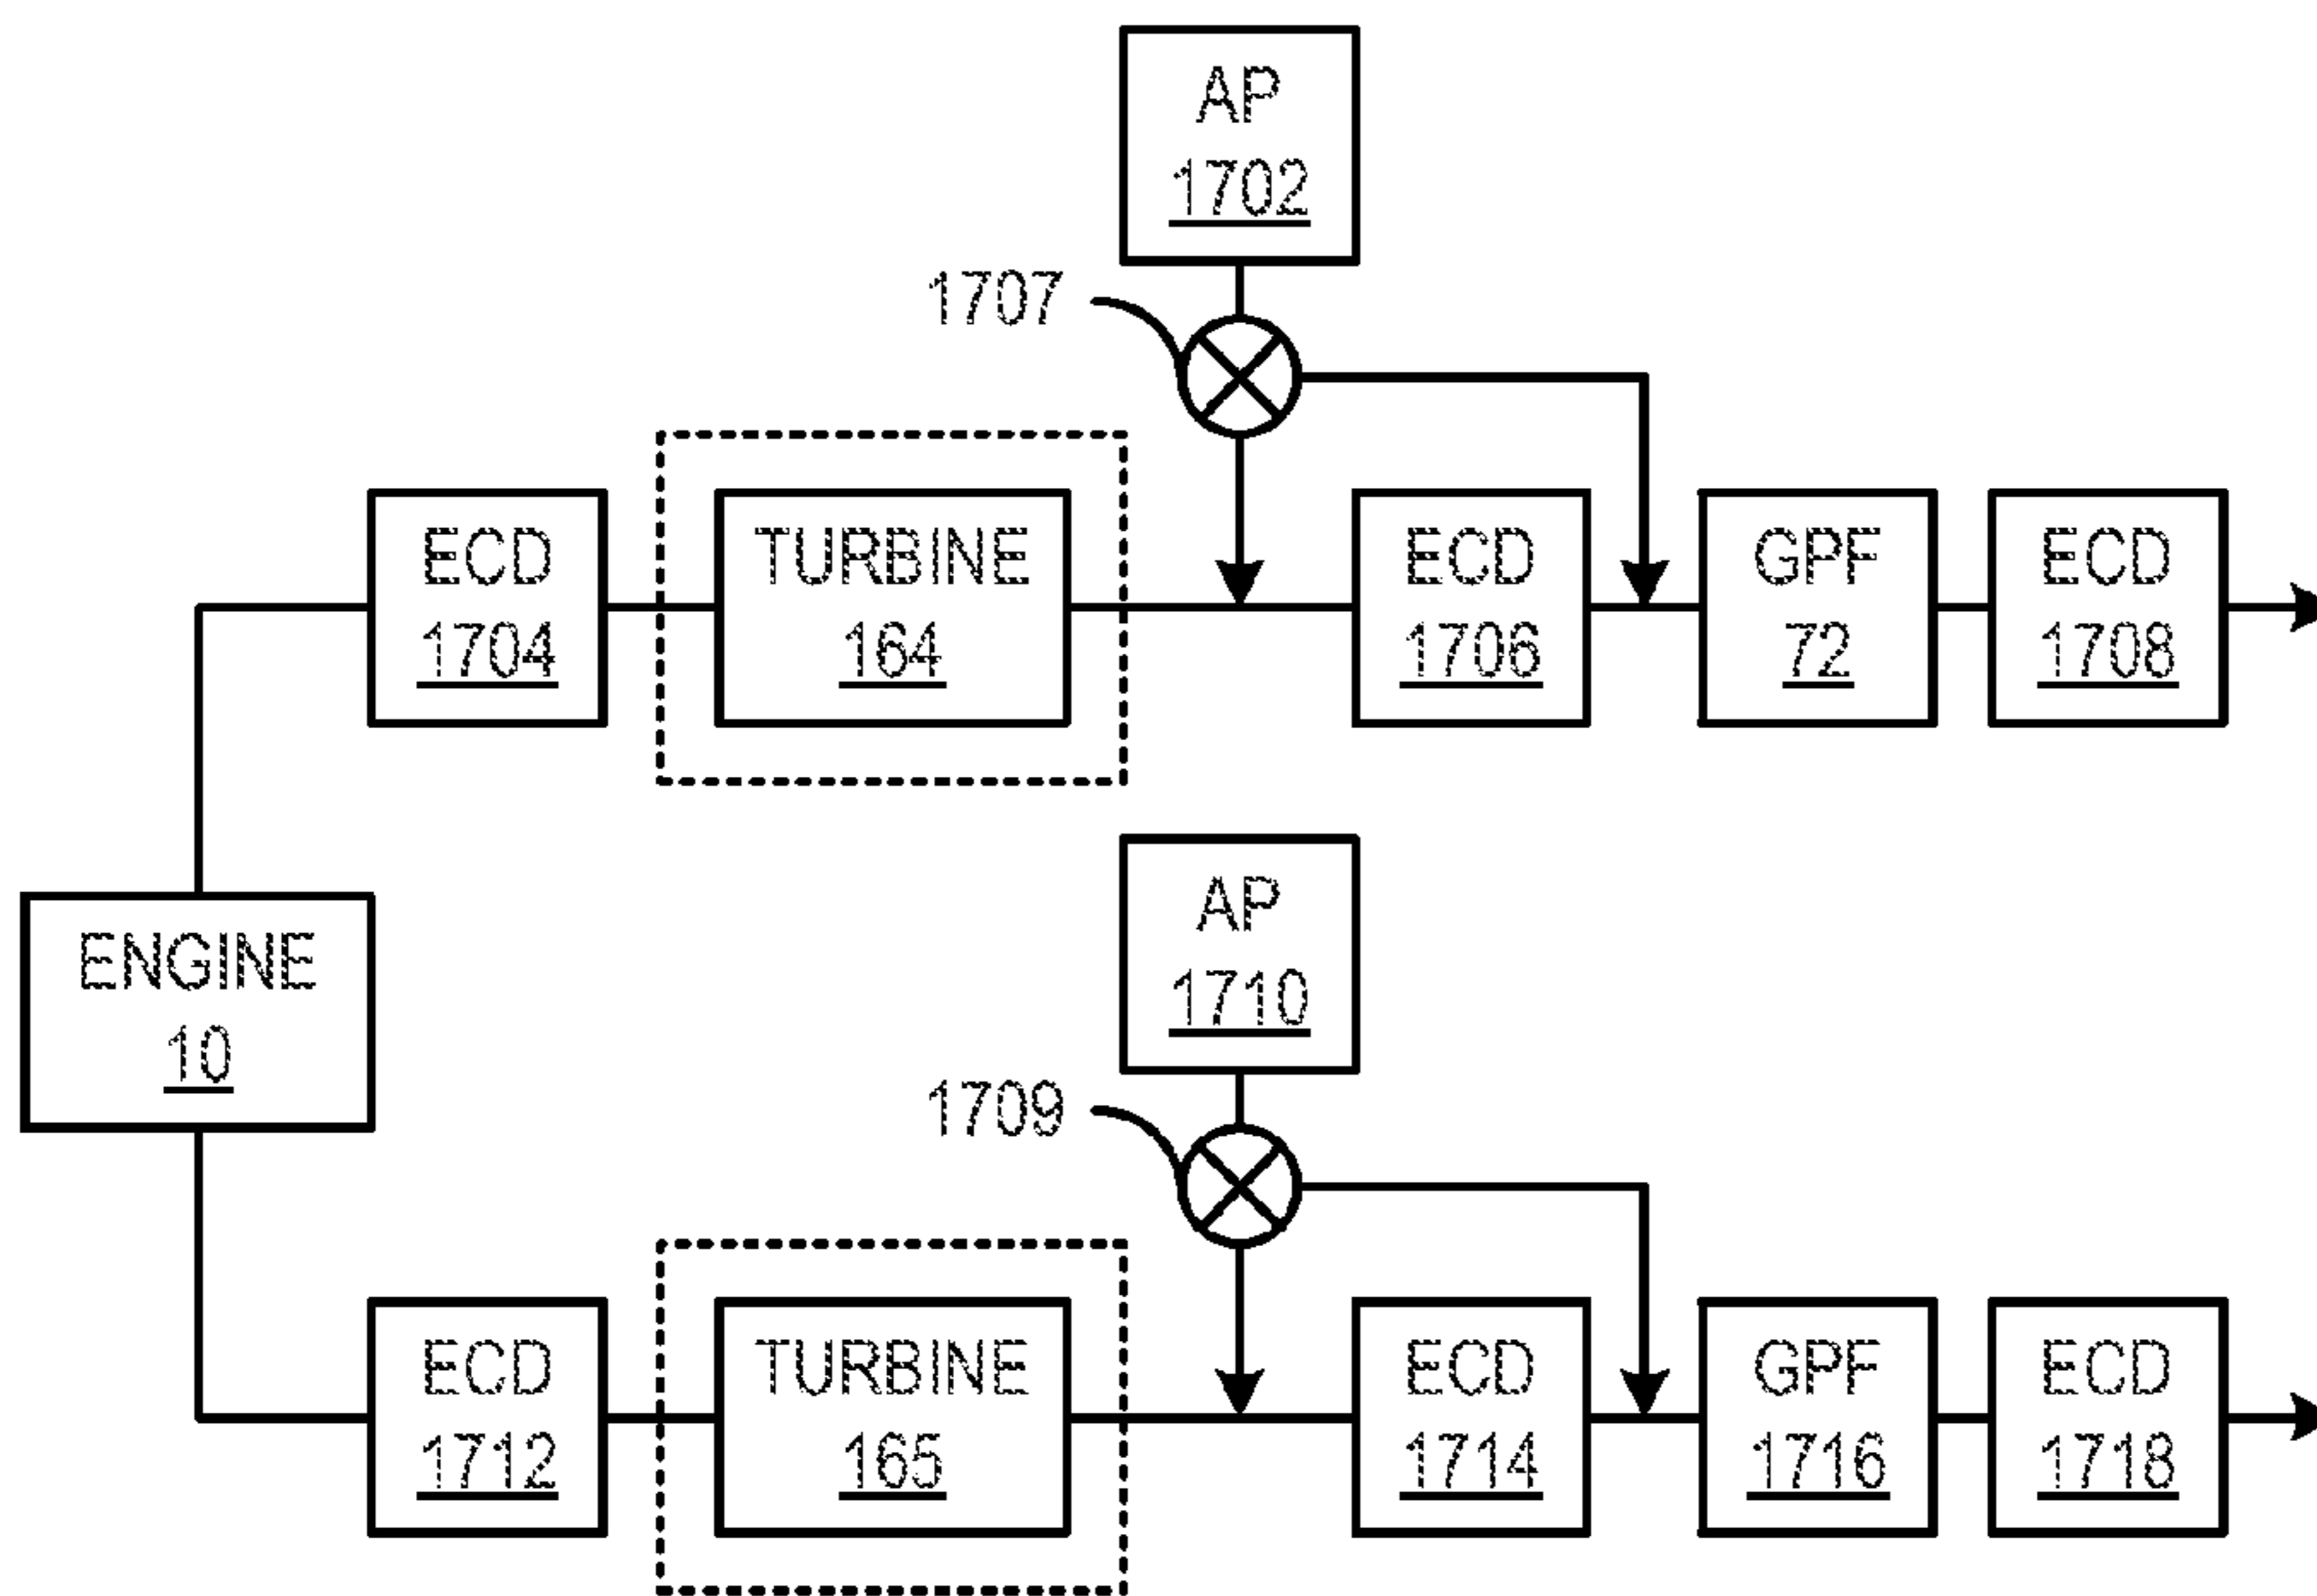 AP
1702
1707
ECD
1704
TURBINE
164
ECD
1706
GPF
72
ECD
1708
ENGINE
10
AP
1710
1709
ECD
1712
TURBINE
165
ECD
1714
GPF
1716
ECD
1718